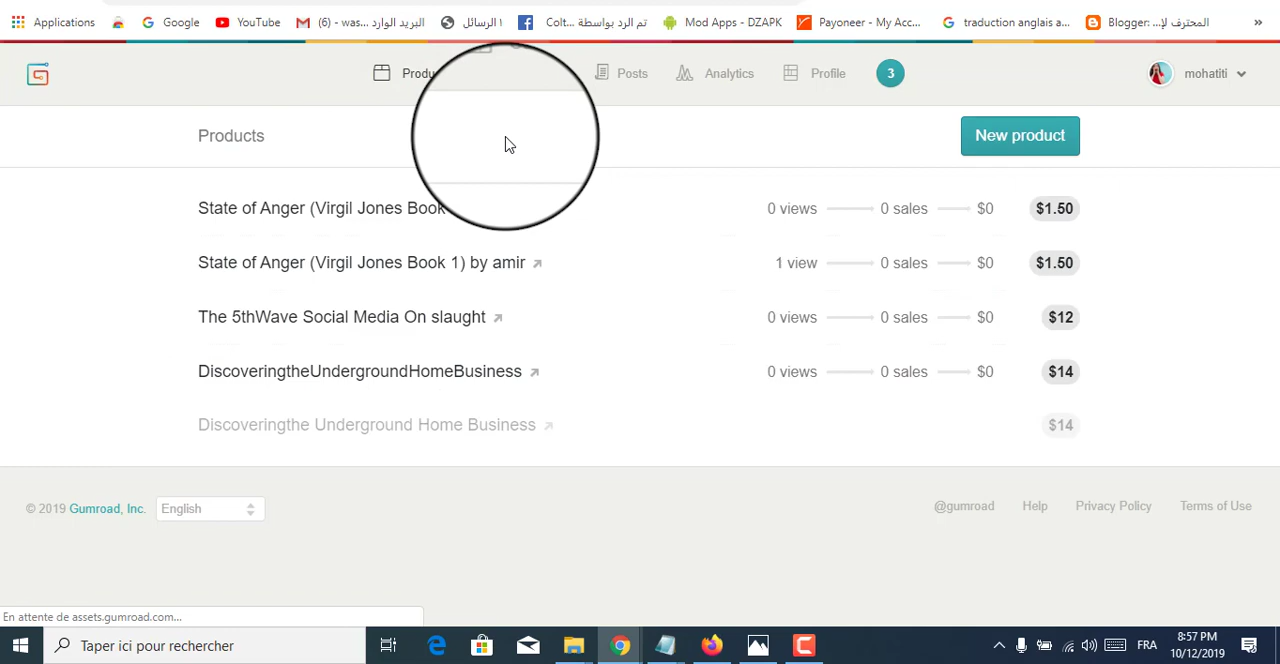 Applications Google YouTube (6) - was... البريد الوارد الرسائل ١ Colt... تم الرد بواسطة Mod Apps - DZAPK Payoneer - My Acc... traduction anglais a... Blogger: ...المحترف لإ »
Produ Posts Analytics Profile 3 mohatiti
Products New product
State of Anger (Virgil Jones Book 0 views 0 sales $0 $1.50
State of Anger (Virgil Jones Book 1) by amir 1 view 0 sales $0 $1.50
The 5thWave Social Media On slaught 0 views 0 sales $0 $12
DiscoveringtheUndergroundHomeBusiness 0 views 0 sales $0 $14
Discoveringthe Underground Home Business $14
© 2019 Gumroad, Inc. English @gumroad Help Privacy Policy Terms of Use
En attente de assets.gumroad.com...
Taper ici pour rechercher FRA 8:57 PM
10/12/2019